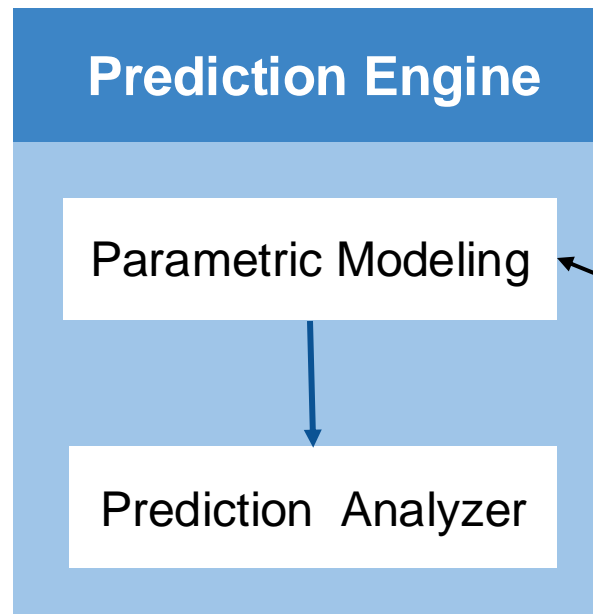 Prediction Engine
Parametric Modeling
Prediction Analyzer